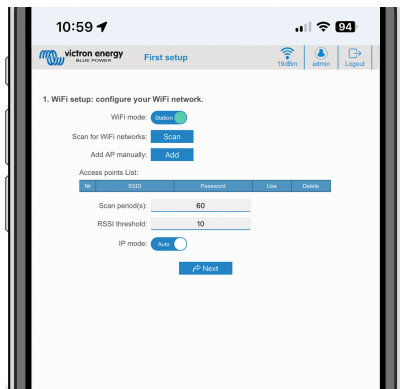 10:59
94
victron energy
BLUE POWER
First setup
19dBm
admin
Logout
1. WiFi setup: configure your WiFi network.
WiFi mode: Station
Scan for WiFi networks: Scan
Add AP manually: Add
Access points List:
№ SSID Password Use Delete
Scan period(s): 60
RSSI threshold: 10
IP mode: Auto
Next